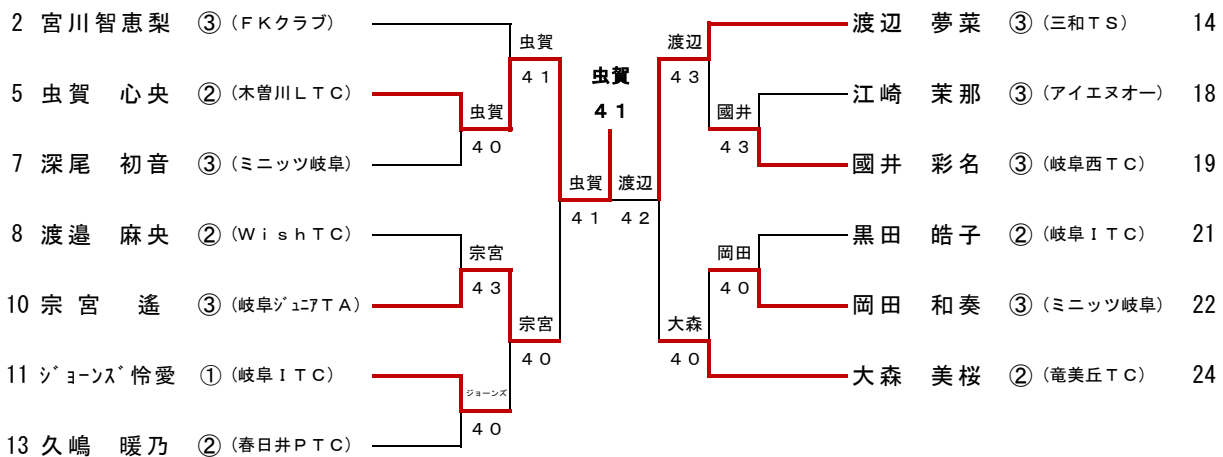 2 宮川智恵梨 ③ (ＦＫクラブ)
5 虫賀 心央 ② (木曽川ＬＴＣ)
7 深尾 初音 ③ (ミニッツ岐阜)
8 渡邉 麻央 ② (ＷｉｓｈＴＣ)
10 宗宮 遙 ③ (岐阜ｼﾞｭﾆｱＴＡ)
11 ｼﾞｮｰﾝｽﾞ怜愛 ① (岐阜ＩＴＣ)
13 久嶋 暖乃 ② (春日井ＰＴＣ)
虫賀
４１
虫賀
４０
宗宮
４３
宗宮
４０
ジョーンズ
４０
虫賀
４１
虫賀
４１
渡辺
４２
渡辺
４３
國井
４３
岡田
４０
大森
４０
渡辺 夢菜 ③ (三和ＴＳ) 14
江崎 茉那 ③ (アイエヌオー) 18
國井 彩名 ③ (岐阜西ＴＣ) 19
黒田 皓子 ② (岐阜ＩＴＣ) 21
岡田 和奏 ③ (ミニッツ岐阜) 22
大森 美桜 ② (竜美丘ＴＣ) 24